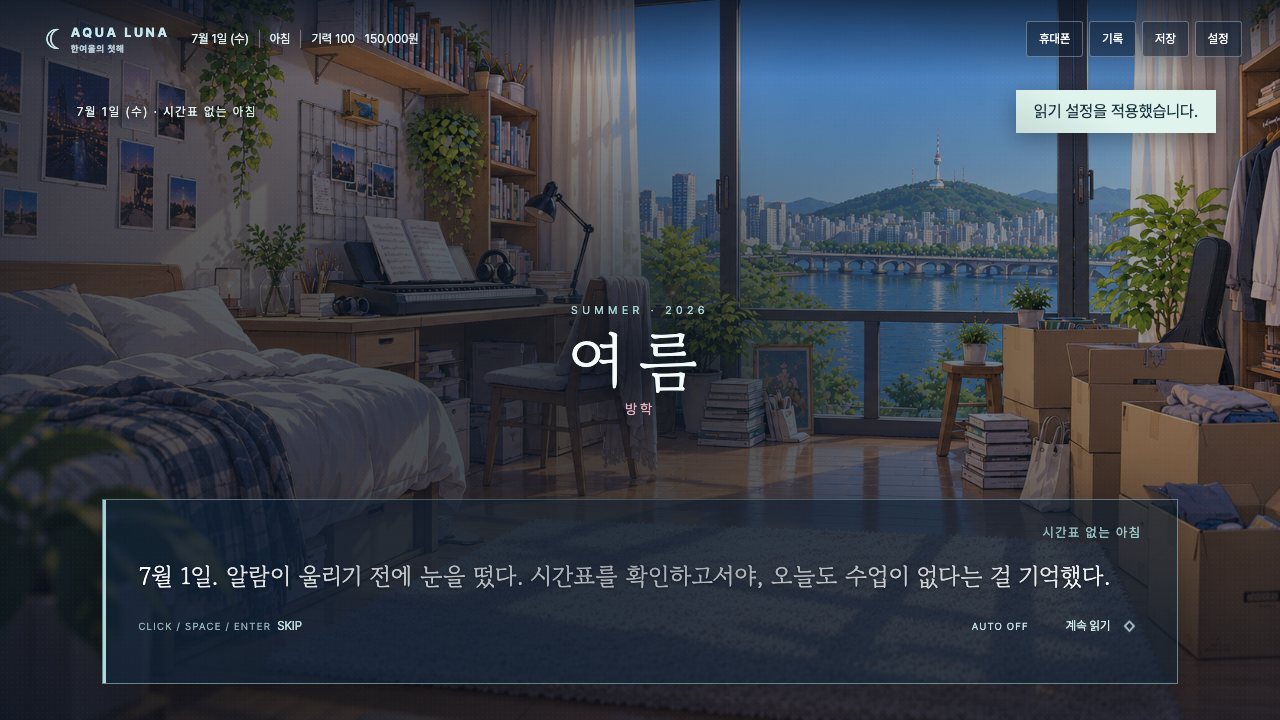 AQUA LUNA
한여울의 첫해
7월 1일 (수) 아침 기력 100 150,000원
휴대폰 기록 저장 설정
7월 1일 (수) · 시간표 없는 아침
읽기 설정을 적용했습니다.
SUMMER · 2026
여름
방학
시간표 없는 아침
7월 1일. 알람이 울리기 전에 눈을 떴다. 시간표를 확인하고서야, 오늘도 수업이 없다는 걸 기억했다.
CLICK / SPACE / ENTER SKIP AUTO OFF 계속 읽기